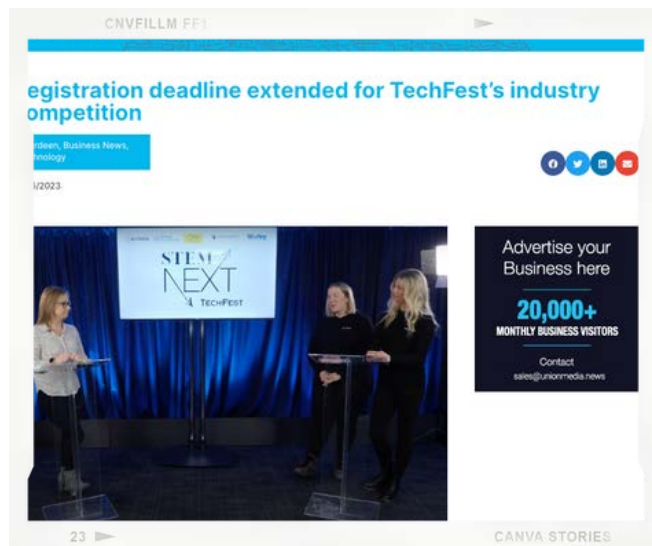 CNVFILLM FF1
egistration deadline extended for TechFest's industry
ompetition
rdeen, Business News,
hnology
/2023
STEM
NEXT
TECHFEST
Advertise your
Business here
20,000+
MONTHLY BUSINESS VISITORS
Contact
sales@unionmedia.news
23
CANVA STORIES